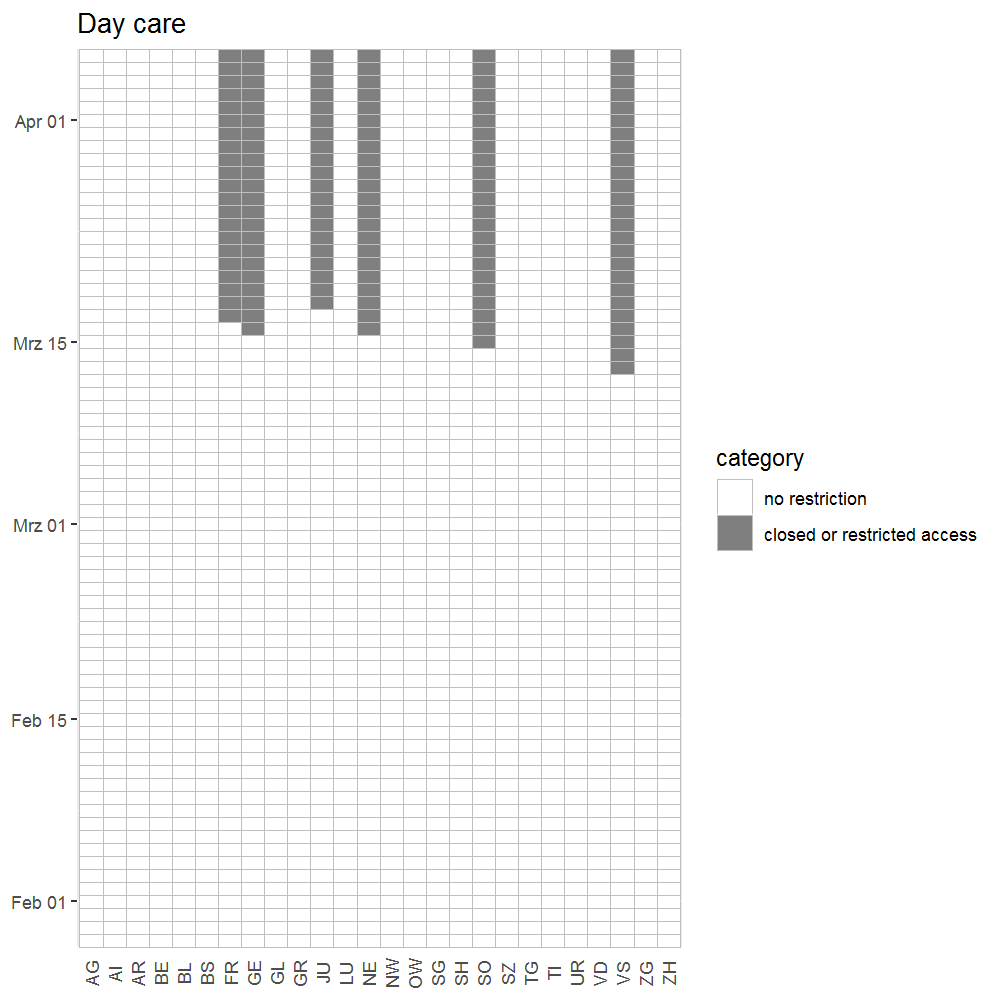 Day care
Apr 01
Mrz 15
Mrz 01
Feb 15
Feb 01
AG AI AR BE BL BS FR GE GL GR JU LU NE NW OW SG SH SO SZ TG TI UR VD VS ZG ZH
category
no restriction
closed or restricted access